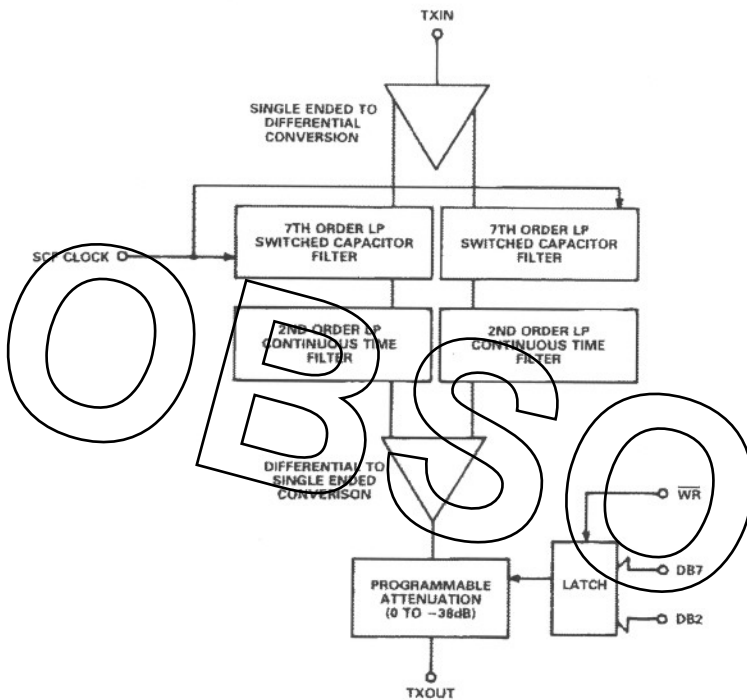 TXIN
SINGLE ENDED TO
DIFFERENTIAL
CONVERSION
7TH ORDER LP
SWITCHED CAPACITOR
FILTER
7TH ORDER LP
SWITCHED CAPACITOR
FILTER
SCF CLOCK
2ND ORDER LP
CONTINUOUS TIME
FILTER
2ND ORDER LP
CONTINUOUS TIME
FILTER
OBSO
DIFFERENTIAL TO
SINGLE ENDED
CONVERISON
WR
PROGRAMMABLE
ATTENUATION
(0 TO −38dB)
LATCH
DB7
DB2
TXOUT